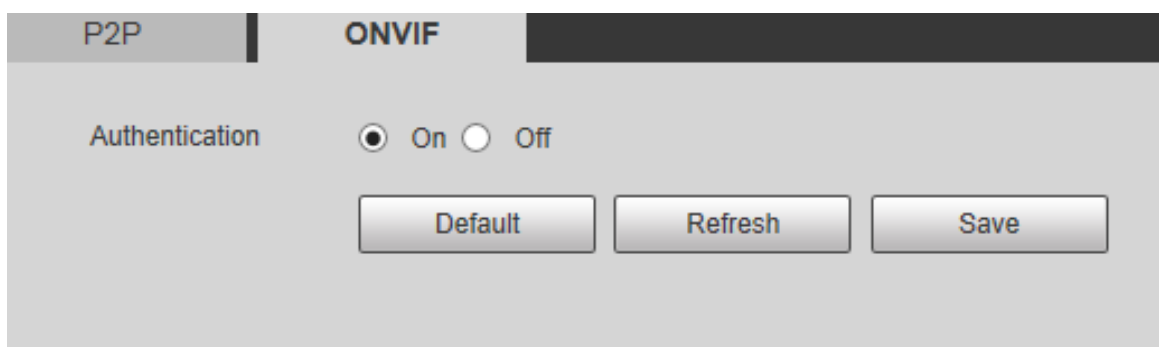 P2P ONVIF
Authentication On Off
Default Refresh Save